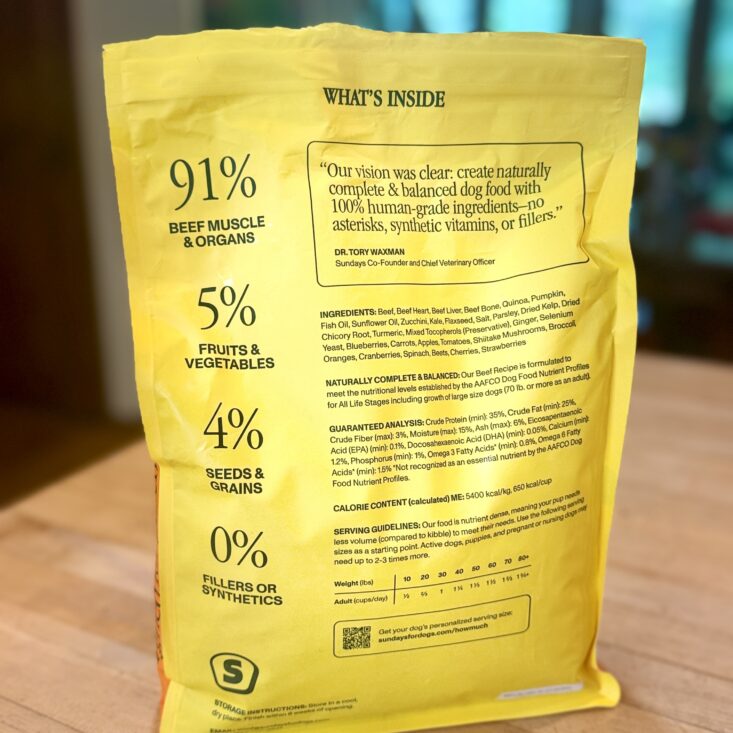 WHAT'S INSIDE
91%
BEEF MUSCLE
& ORGANS
5%
FRUITS &
VEGETABLES
4%
SEEDS &
GRAINS
0%
FILLERS OR
SYNTHETICS
"Our vision was clear: create naturally
complete & balanced dog food with
100% human-grade ingredients—no
asterisks, synthetic vitamins, or fillers."
DR. TORY WAXMAN
Sundays Co-Founder and Chief Veterinary Officer
INGREDIENTS: Beef, Beef Heart, Beef Liver, Beef Bone, Quinoa, Pumpkin,
Fish Oil, Sunflower Oil, Zucchini, Kale, Flaxseed, Salt, Parsley, Dried Kelp, Dried
Chicory Root, Turmeric, Mixed Tocopherols (Preservative), Ginger, Selenium
Yeast, Blueberries, Carrots, Apples, Tomatoes, Shiitake Mushrooms, Broccoli,
Oranges, Cranberries, Spinach, Beets, Cherries, Strawberries
NATURALLY COMPLETE & BALANCED: Our Beef Recipe is formulated to
meet the nutritional levels established by the AAFCO Dog Food Nutrient Profiles
for All Life Stages including growth of large size dogs (70 lb. or more as an adult).
GUARANTEED ANALYSIS: Crude Protein (min): 35%, Crude Fat (min): 25%,
Crude Fiber (max): 3%, Moisture (max): 15%, Ash (max): 6%, Eicosapentaenoic
Acid (EPA) (min): 0.1%, Docosahexaenoic Acid (DHA) (min): 0.05%, Calcium (min):
1.2%, Phosphorus (min): 1%, Omega 3 Fatty Acids* (min): 0.8%, Omega 6 Fatty
Acids* (min): 1.5% *Not recognized as an essential nutrient by the AAFCO Dog
Food Nutrient Profiles.
CALORIE CONTENT (calculated) ME: 5400 kcal/kg, 650 kcal/cup
SERVING GUIDELINES: Our food is nutrient dense, meaning your pup needs
less volume (compared to kibble) to meet their needs. Use the following serving
sizes as a starting point. Active dogs, puppies, and pregnant or nursing dogs may
need up to 2-3 times more.
Weight (lbs) 10 20 30 40 50 60 70 80+
Adult (cups/day) 1
Get your dog's personalized serving size:
sundaysfordogs.com/howmuch
S
STORAGE INSTRUCTIONS: Store in a cool,
dry place. Finish within 8 weeks of opening.